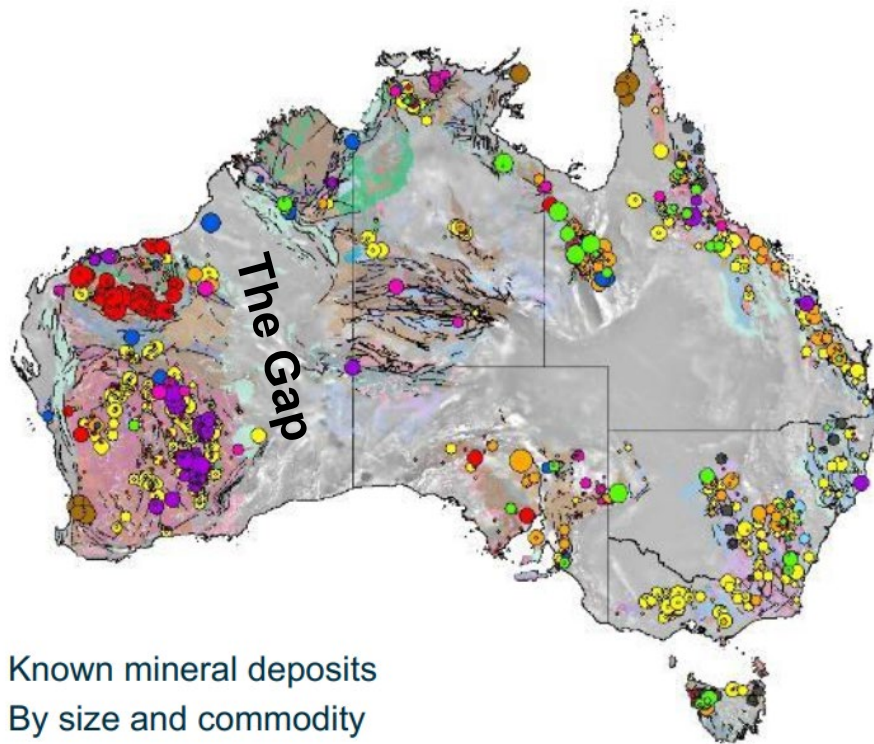 The Gap
Known mineral deposits
By size and commodity